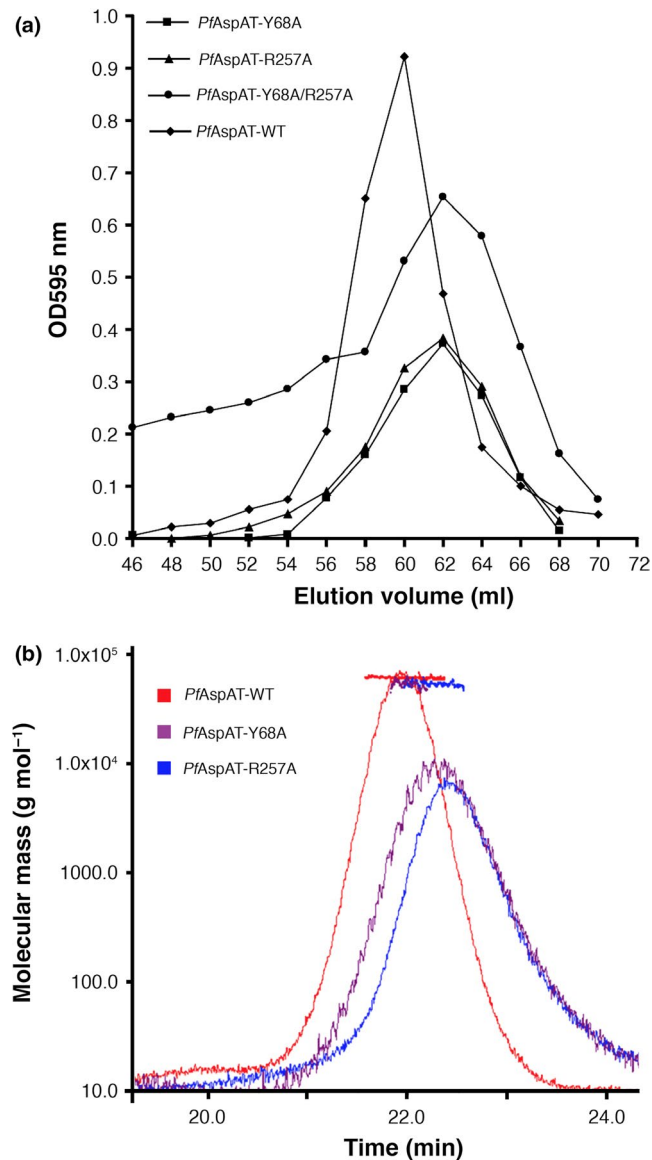 (a)
PfAspAT-Y68A
PfAspAT-R257A
PfAspAT-Y68A/R257A
PfAspAT-WT
OD595 nm
1.0
0.9
0.8
0.7
0.6
0.5
0.4
0.3
0.2
0.1
0.0
46 48 50 52 54 56 58 60 62 64 66 68 70 72
Elution volume (ml)
(b)
PfAspAT-WT
PfAspAT-Y68A
PfAspAT-R257A
Molecular mass (g mol⁻¹)
1.0x10⁵
1.0x10⁴
1000.0
100.0
10.0
20.0 22.0 24.0
Time (min)